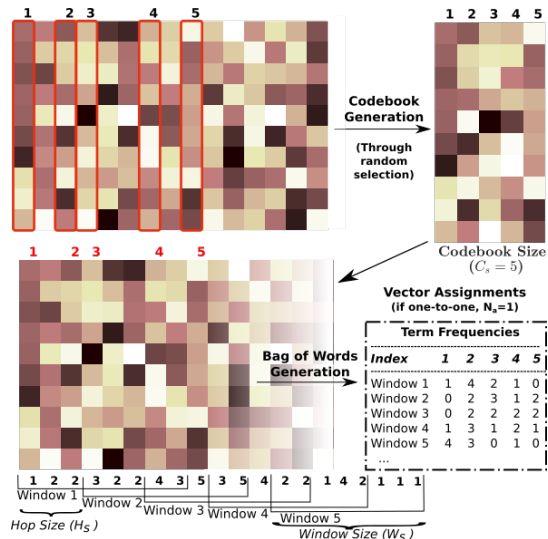 1 2 3 4 5
1 2 3 4 5
Codebook
Generation
(Through
random
selection)
Codebook Size
(C_s = 5)
1 2 3 4 5
Vector Assignments
(if one-to-one, N_a=1)
Bag of Words
Generation
Term Frequencies
Index 1 2 3 4 5
Window 1 1 4 2 1 0
Window 2 0 2 3 1 2
Window 3 0 2 2 2 2
Window 4 1 3 1 2 1
Window 5 4 3 0 1 0
...
1 2 2 3 2 2 4 3 5 4 3 5 4 2 2 1 4 2 1 1 1
Window 1
Window 2
Window 3
Window 4
Window 5
Hop Size (H_S)
Window Size (W_S)